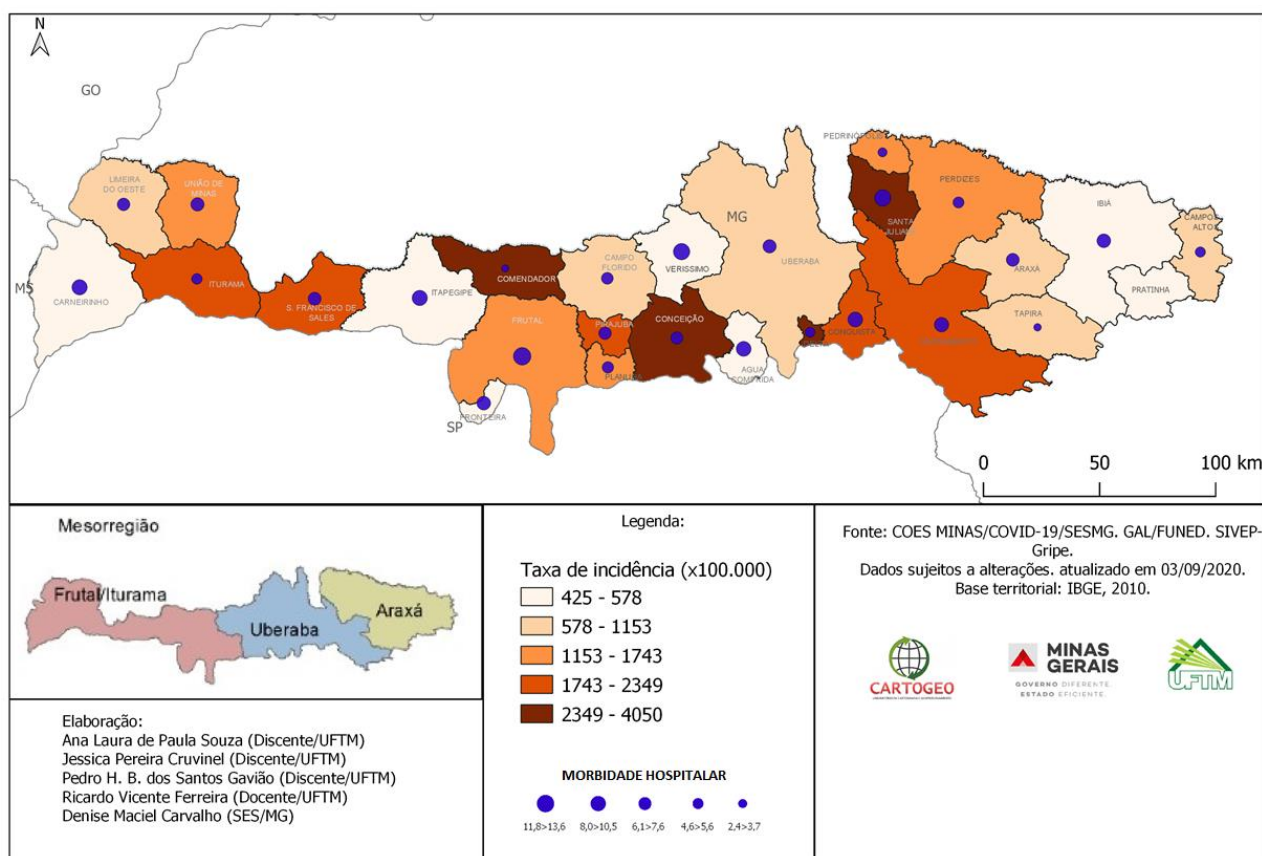 N
GO
MS
MG
SP
LIMEIRA
DO OESTE
UNIÃO DE
MINAS
CARNEIRINHO
ITURAMA
S. FRANCISCO DE
SALES
ITAPEGIPE
COMENDADOR
FRUTAL
FRONTEIRA
CAMPO
FLORIDO
PIRAJUBA
PLANURA
VERISSIMO
CONCEIÇÃO
AGUA
COMPRIDA
UBERABA
CONQUISTA
PEDRINÓPOLIS
SANTA
JULIANA
PERDIZES
ARAXÁ
TAPIRA
IBIÁ
PRATINHA
CAMPOS
ALTOS
0 50 100 km
Mesorregião
Frutal/Iturama
Uberaba
Araxá
Elaboração:
Ana Laura de Paula Souza (Discente/UFTM)
Jessica Pereira Cruvinel (Discente/UFTM)
Pedro H. B. dos Santos Gavião (Discente/UFTM)
Ricardo Vicente Ferreira (Docente/UFTM)
Denise Maciel Carvalho (SES/MG)
Legenda:
Taxa de incidência (x100.000)
425 - 578
578 - 1153
1153 - 1743
1743 - 2349
2349 - 4050
MORBIDADE HOSPITALAR
11,8>13,6 8,0>10,5 6,1>7,6 4,6>5,6 2,4>3,7
Fonte: COES MINAS/COVID-19/SESMG. GAL/FUNED. SIVEP-
Gripe.
Dados sujeitos a alterações. atualizado em 03/09/2020.
Base territorial: IBGE, 2010.
CARTOGEO
MINAS
GERAIS
GOVERNO DIFERENTE.
ESTADO EFICIENTE.
UFTM